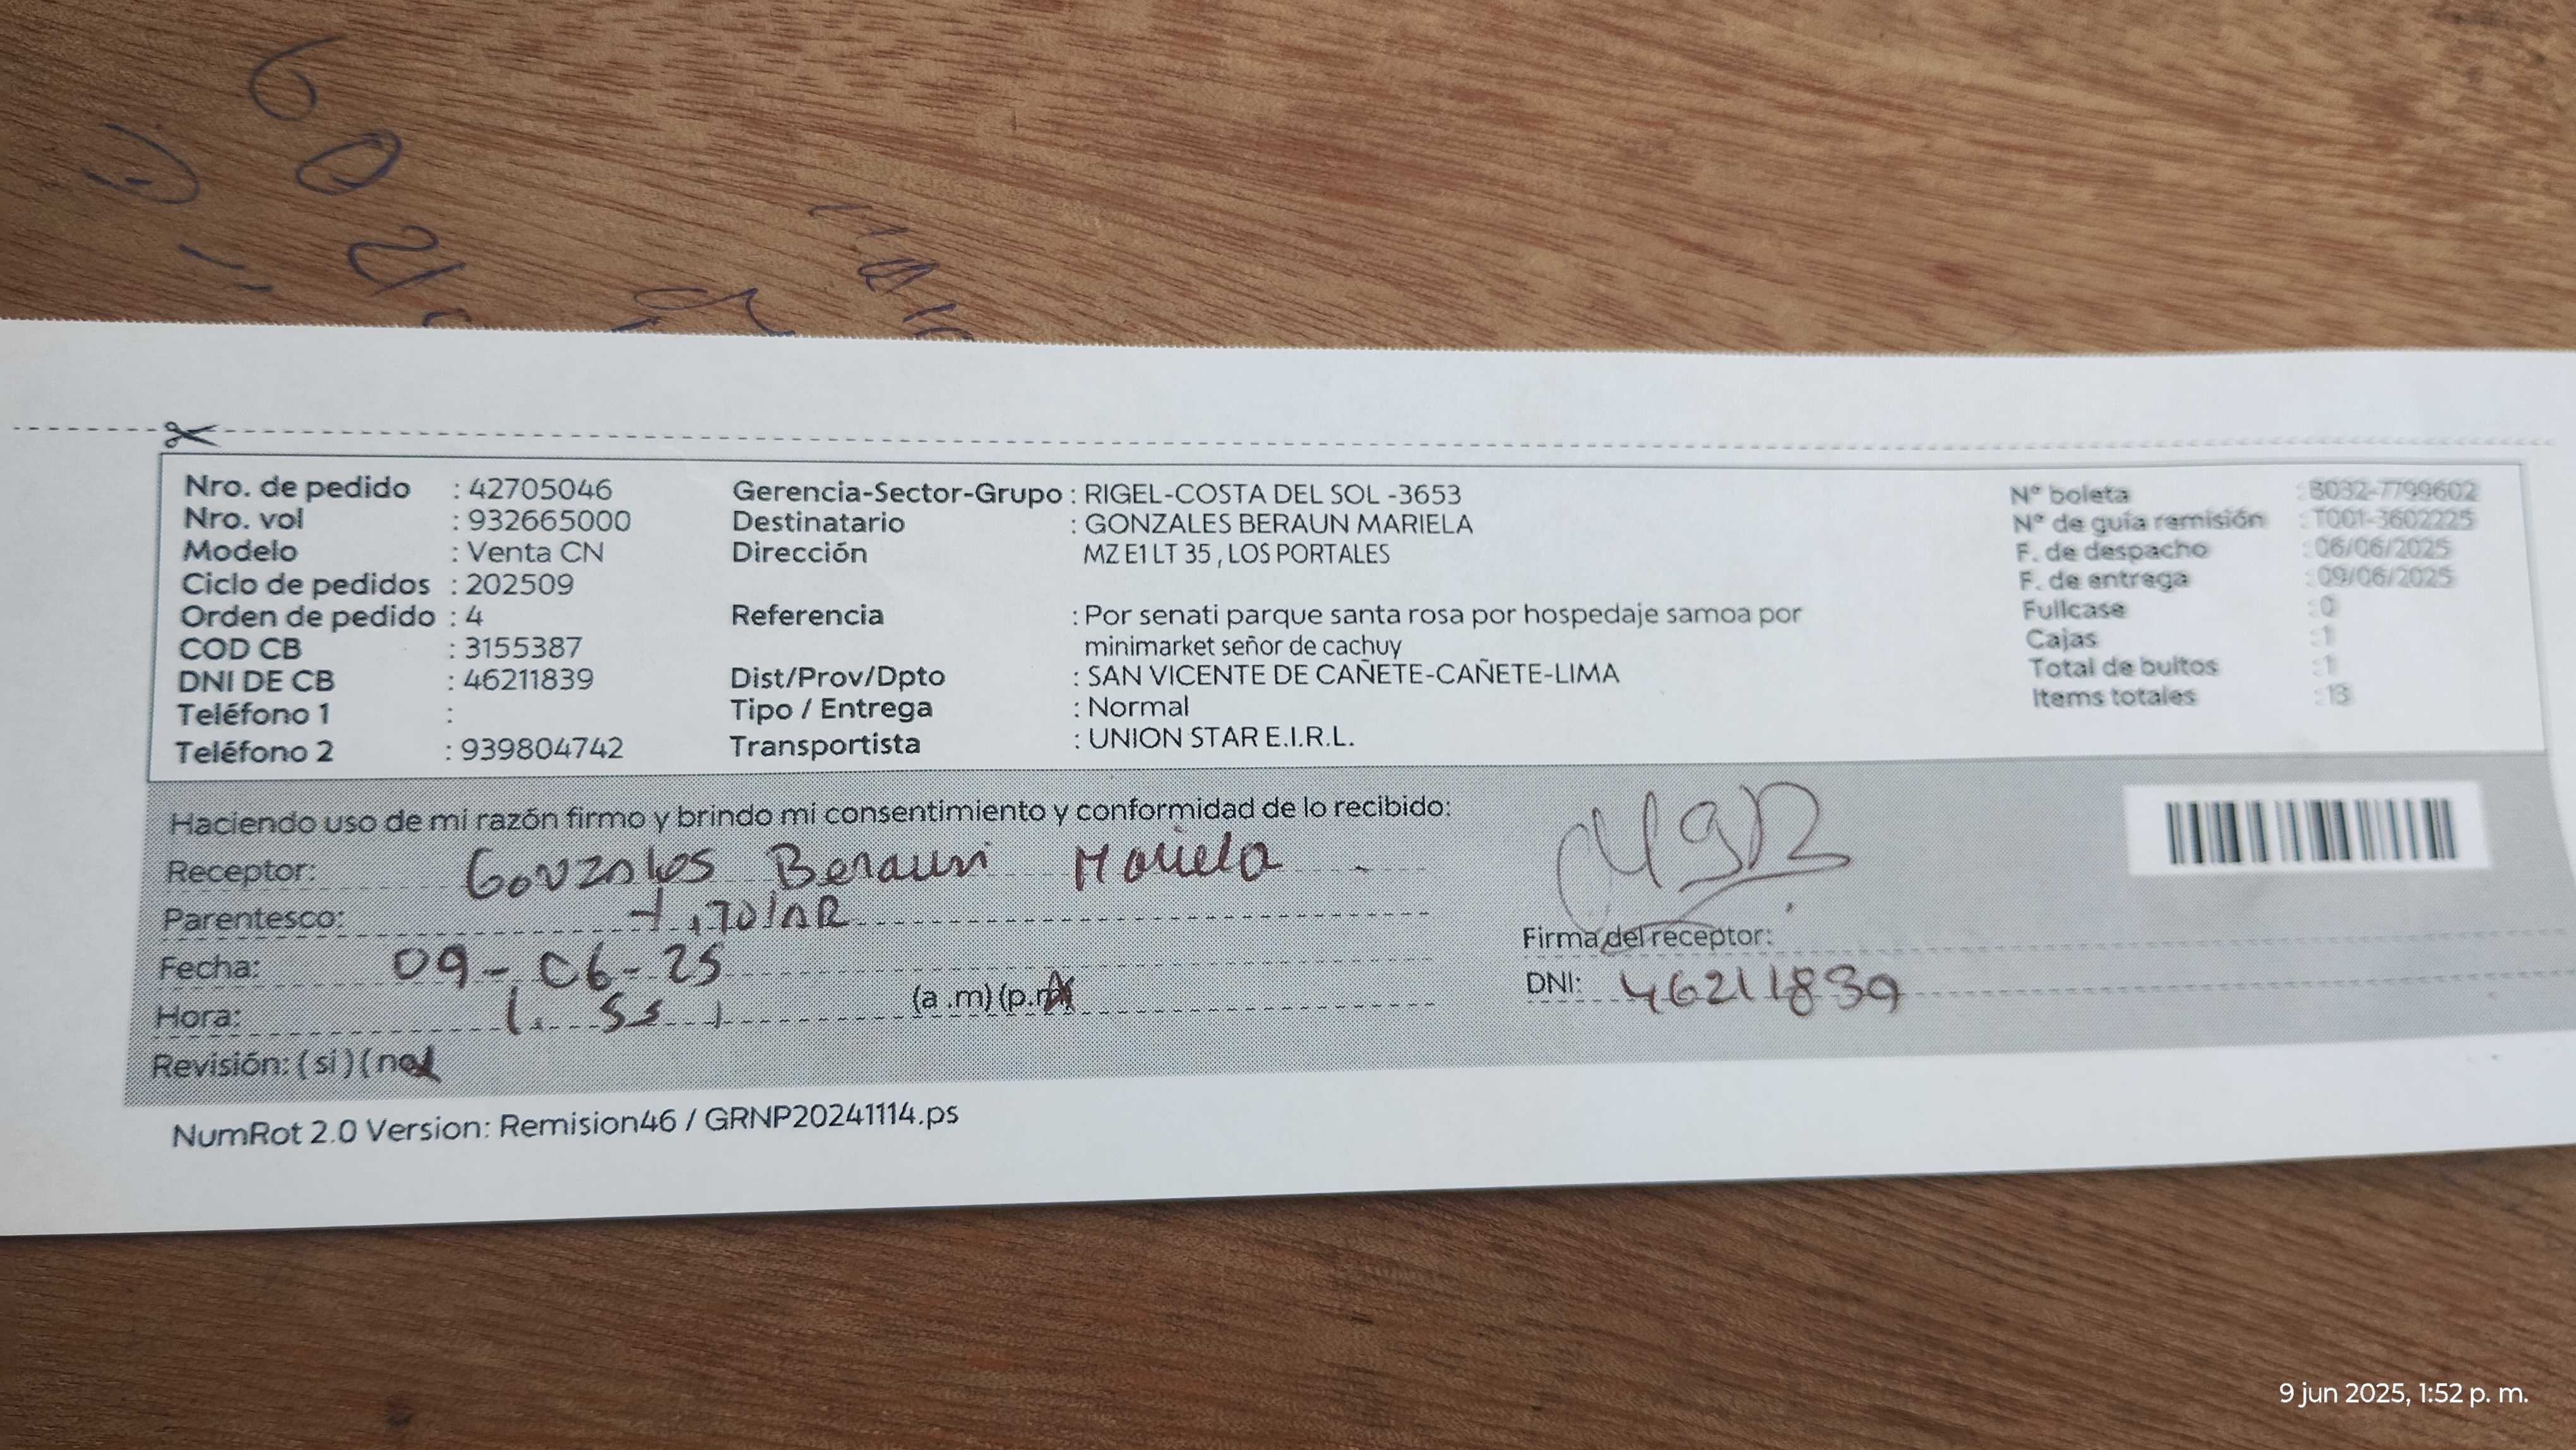 Nro. de pedido : 42705046
Nro. vol : 932665000
Modelo : Venta CN
Ciclo de pedidos : 202509
Orden de pedido : 4
COD CB : 3155387
DNI DE CB : 46211839
Teléfono 1 :
Teléfono 2 : 939804742
Gerencia-Sector-Grupo : RIGEL-COSTA DEL SOL -3653
Destinatario : GONZALES BERAUN MARIELA
Dirección MZ E1 LT 35 , LOS PORTALES
Referencia : Por senati parque santa rosa por hospedaje samoa por
minimarket señor de cachuy
Dist/Prov/Dpto : SAN VICENTE DE CAÑETE-CAÑETE-LIMA
Tipo / Entrega : Normal
Transportista : UNION STAR E.I.R.L.
N° boleta : B032-7799602
N° de guía remisión : T001-3602225
F. de despacho : 06/06/2025
F. de entrega : 09/06/2025
Fullcase : 0
Cajas : 1
Total de bultos : 1
Items totales : 13
Haciendo uso de mi razón firmo y brindo mi consentimiento y conformidad de lo recibido:
Receptor: Gonzales Beraun Mariela
Parentesco:
Fecha: 09-06-25
Hora: 1. 55 (a .m) (p.m)
Revisión: (si) (no)
Firma del receptor:
DNI: 46211839
NumRot 2.0 Version: Remision46 / GRNP20241114.ps
9 jun 2025, 1:52 p. m.